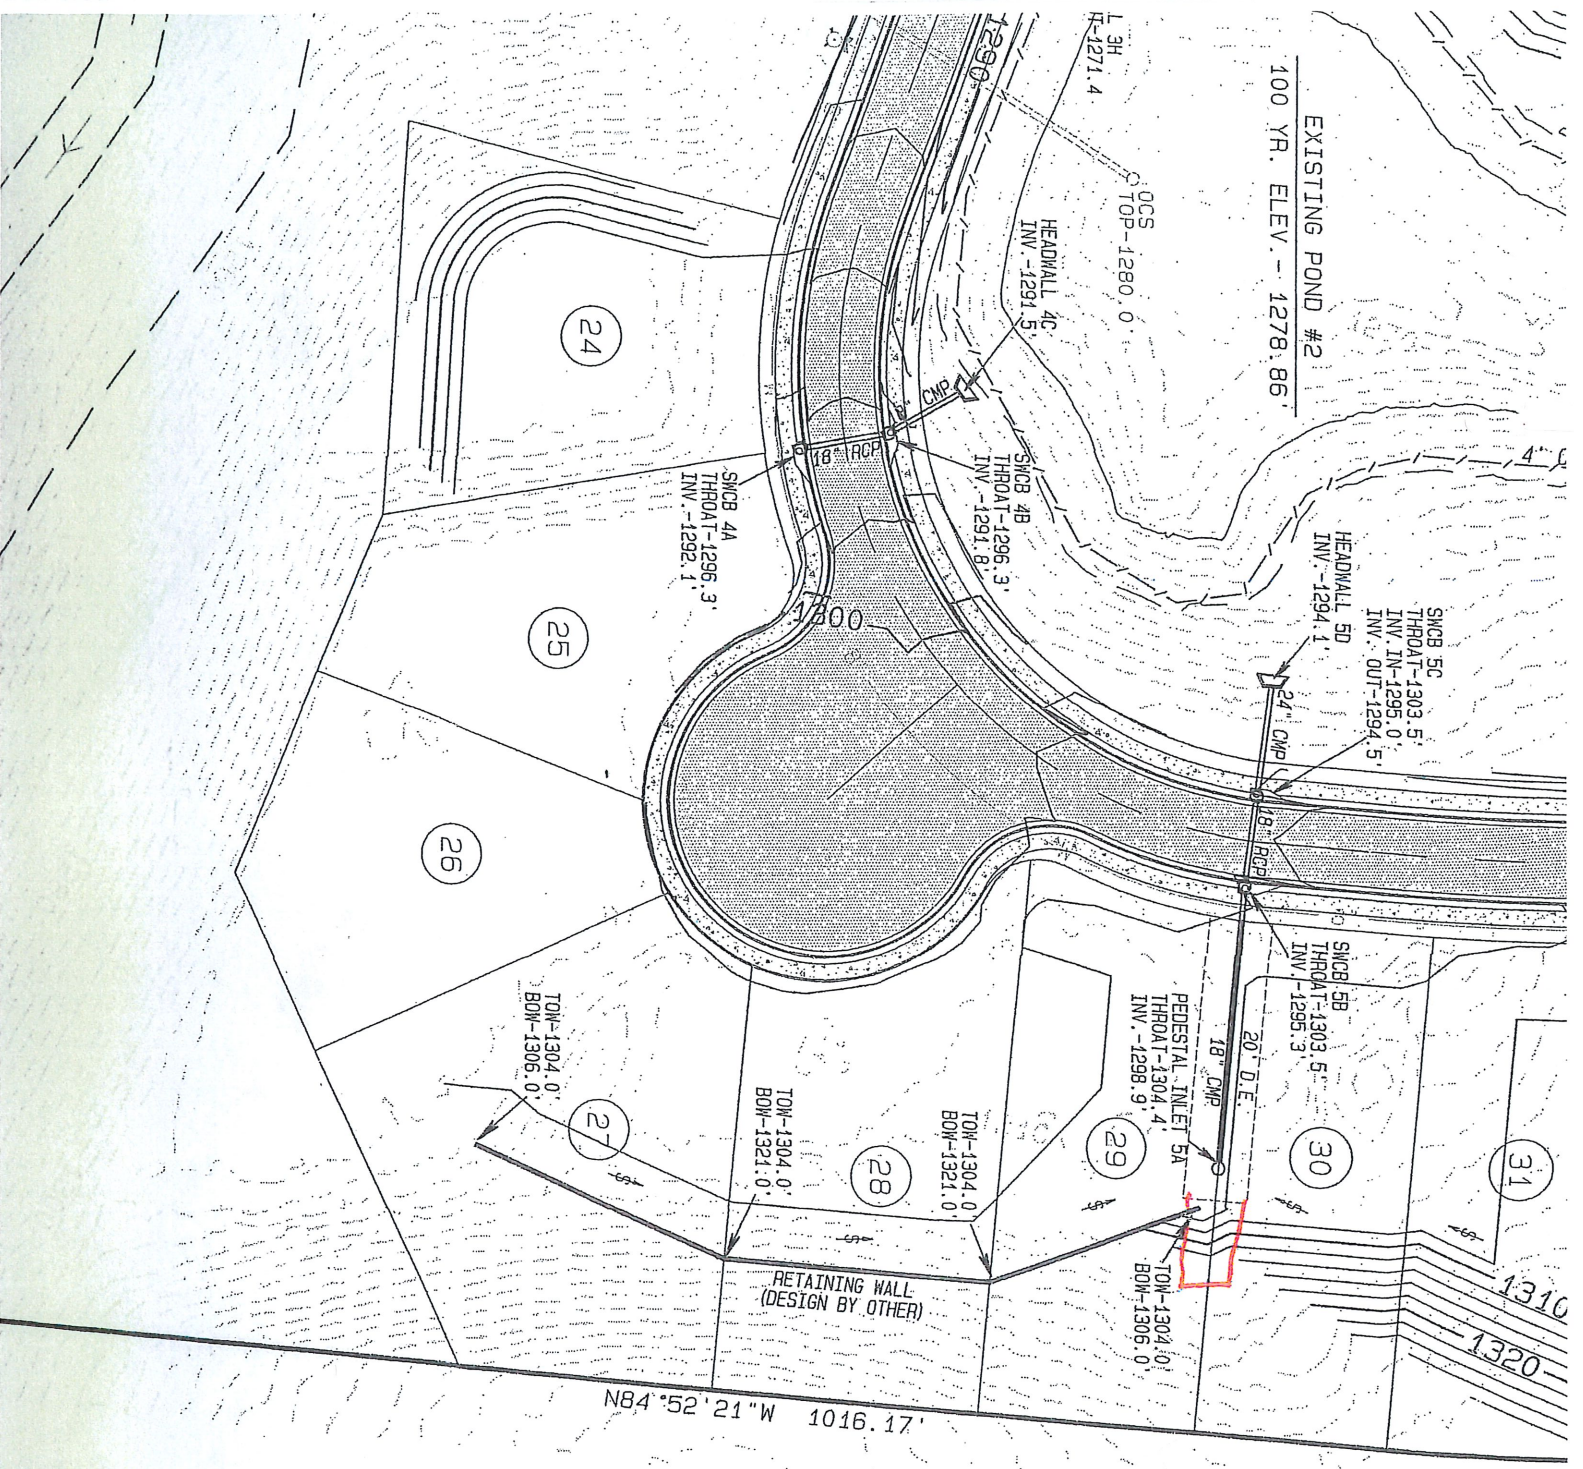 L 3H
T-1271.4
1290
EXISTING POND #2
100 YR. ELEV.- 1278.86'
OCS
TOP-1280.0'
HEADWALL 4C
INV.-1291.5'
CMP
18" RCP
SWCB 4A
THROAT-1296.3'
INV.-1292.1'
SWCB 4B
THROAT-1296.3'
INV.-1291.8'
4"
HEADWALL 5D
INV.-1294.1'
SWCB 5C
THROAT-1303.5'
INV.IN-1295.0'
INV. OUT-1294.5'
24" CMP
18" RCP
1300
24
25
26
27
28
29
30
31
SWCB 5B
THROAT-1303.5'
INV.-1295.3'
20' D.E.
18" CMP
PEDESTAL INLET 5A
THROAT-1304.4'
INV.-1298.9'
TOW-1304.0'
BOW-1306.0'
TOW-1304.0'
BOW-1321.0'
TOW-1304.0'
BOW-1321.0'
TOW-1304.0'
BOW-1306.0'
S
S
S
S
S
RETAINING WALL
(DESIGN BY OTHER)
1310
1320
N84°52'21"W 1016.17'